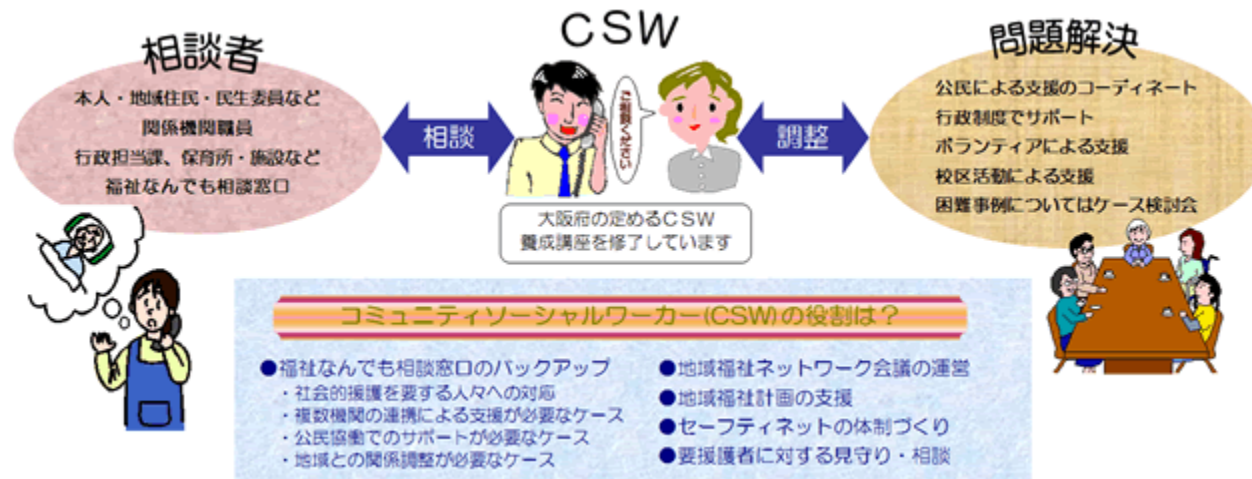 相談者
本人・地域住民・民生委員など
関係機関職員
行政担当課、保育所・施設など
福祉なんでも相談窓口
相談
CSW
ご相談ください
大阪府の定めるCSW
養成講座を修了しています
調整
問題解決
公民による支援のコーディネート
行政制度でサポート
ボランティアによる支援
校区活動による支援
困難事例についてはケース検討会
コミュニティソーシャルワーカー(CSW)の役割は?
●福祉なんでも相談窓口のバックアップ
・社会的援護を要する人々への対応
・複数機関の連携による支援が必要なケース
・公民協働でのサポートが必要なケース
・地域との関係調整が必要なケース
●地域福祉ネットワーク会議の運営
●地域福祉計画の支援
●セーフティネットの体制づくり
●要援護者に対する見守り・相談